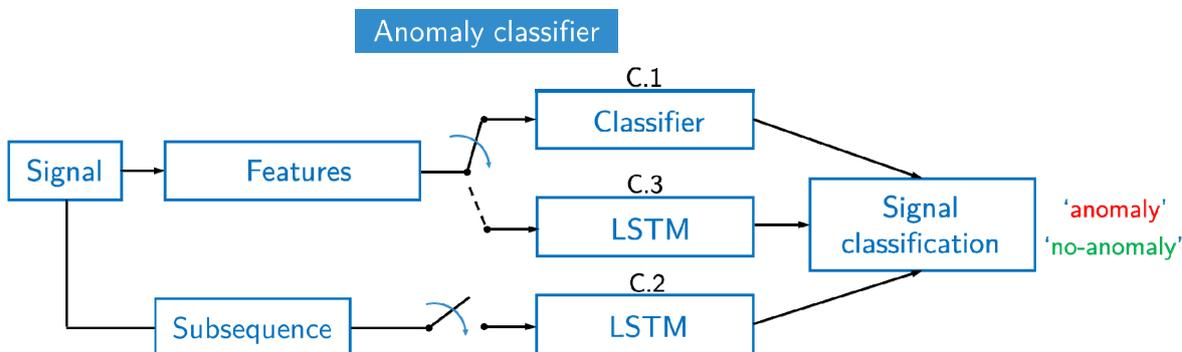 Anomaly classifier
C.1
Classifier
Signal
Features
C.3
LSTM
Signal
classification
‘anomaly’
‘no-anomaly’
C.2
Subsequence
LSTM